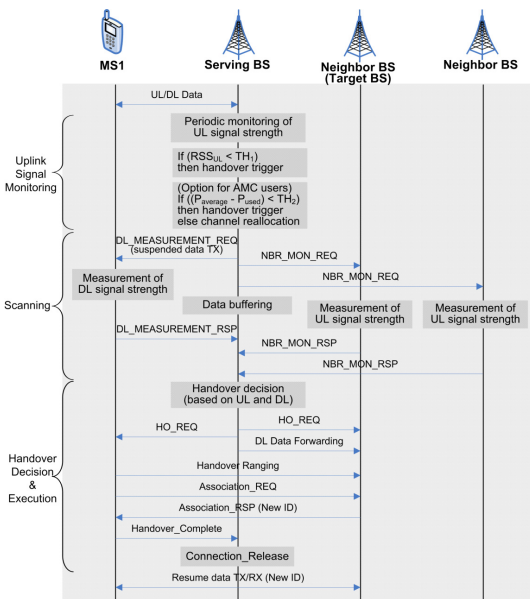 MS1
Serving BS
Neighbor BS
(Target BS)
Neighbor BS
UL/DL Data
Periodic monitoring of
UL signal strength
If (RSS_UL < TH_1)
then handover trigger
(Option for AMC users)
If ((P_average - P_used) < TH_2)
then handover trigger
else channel reallocation
Uplink
Signal
Monitoring
DL_MEASUREMENT_REQ
(suspended data TX)
NBR_MON_REQ
NBR_MON_REQ
Measurement of
DL signal strength
Scanning
Data buffering
Measurement of
UL signal strength
Measurement of
UL signal strength
DL_MEASUREMENT_RSP
NBR_MON_RSP
NBR_MON_RSP
Handover decision
(based on UL and DL)
HO_REQ
HO_REQ
DL Data Forwarding
Handover
Decision
&
Execution
Handover Ranging
Association_REQ
Association_RSP (New ID)
Handover_Complete
Connection_Release
Resume data TX/RX (New ID)